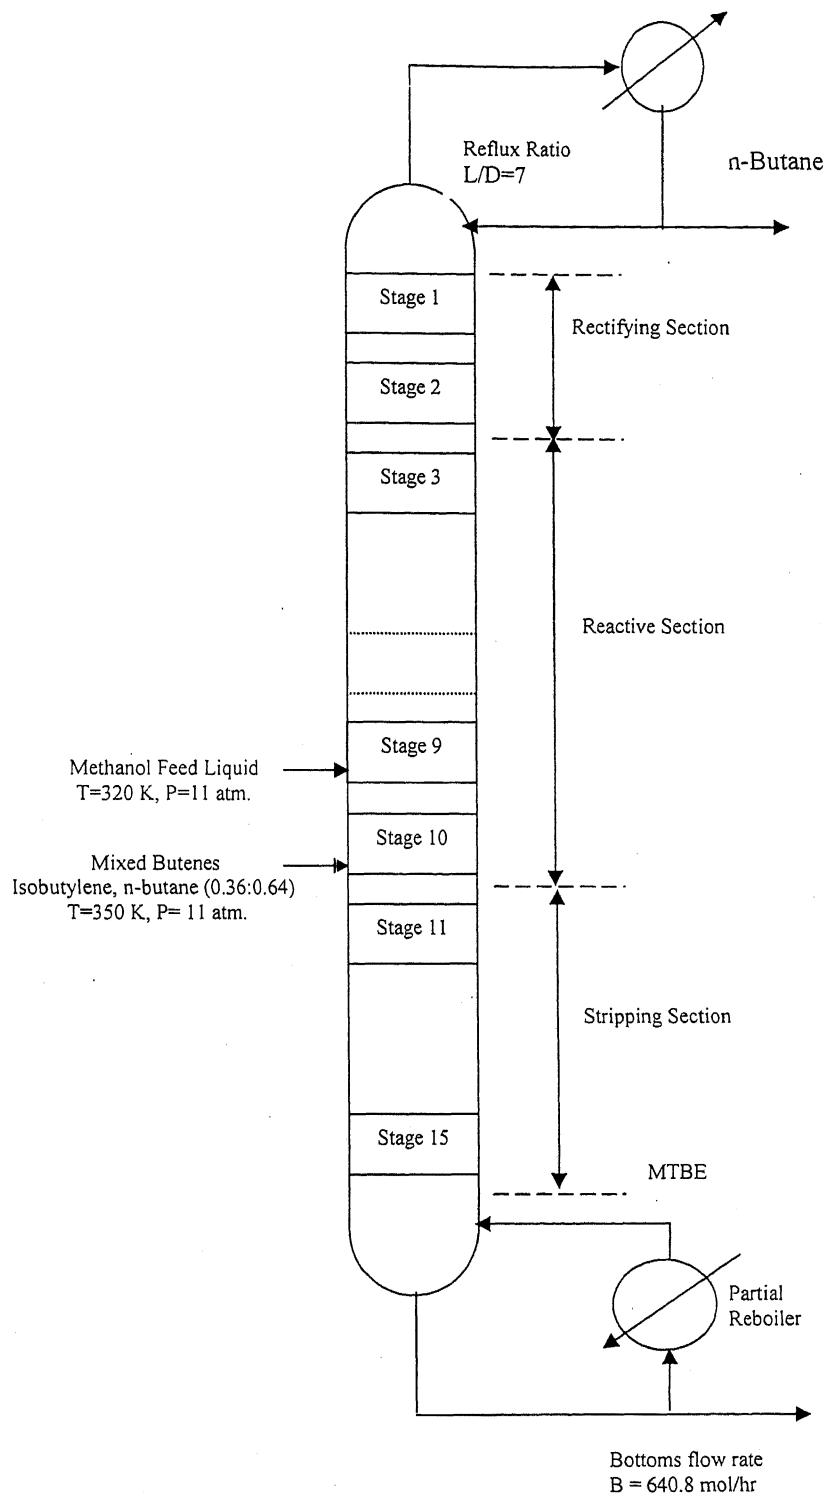 Reflux Ratio
L/D=7
n-Butane
Stage 1
Rectifying Section
Stage 2
Stage 3
Reactive Section
Stage 9
Methanol Feed Liquid
T=320 K, P=11 atm.
Stage 10
Mixed Butenes
Isobutylene, n-butane (0.36:0.64)
T=350 K, P= 11 atm.
Stage 11
Stripping Section
Stage 15
MTBE
Partial
Reboiler
Bottoms flow rate
B = 640.8 mol/hr